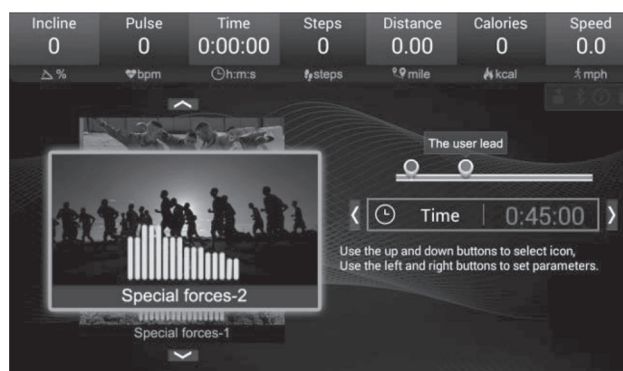 Incline Pulse Time Steps Distance Calories Speed
0 0 0:00:00 0 0.00 0 0.0
% bpm h:m:s steps mile kcal mph
The user lead
Time 0:45:00
Use the up and down buttons to select icon,
Use the left and right buttons to set parameters.
Special forces-2
Special forces-1